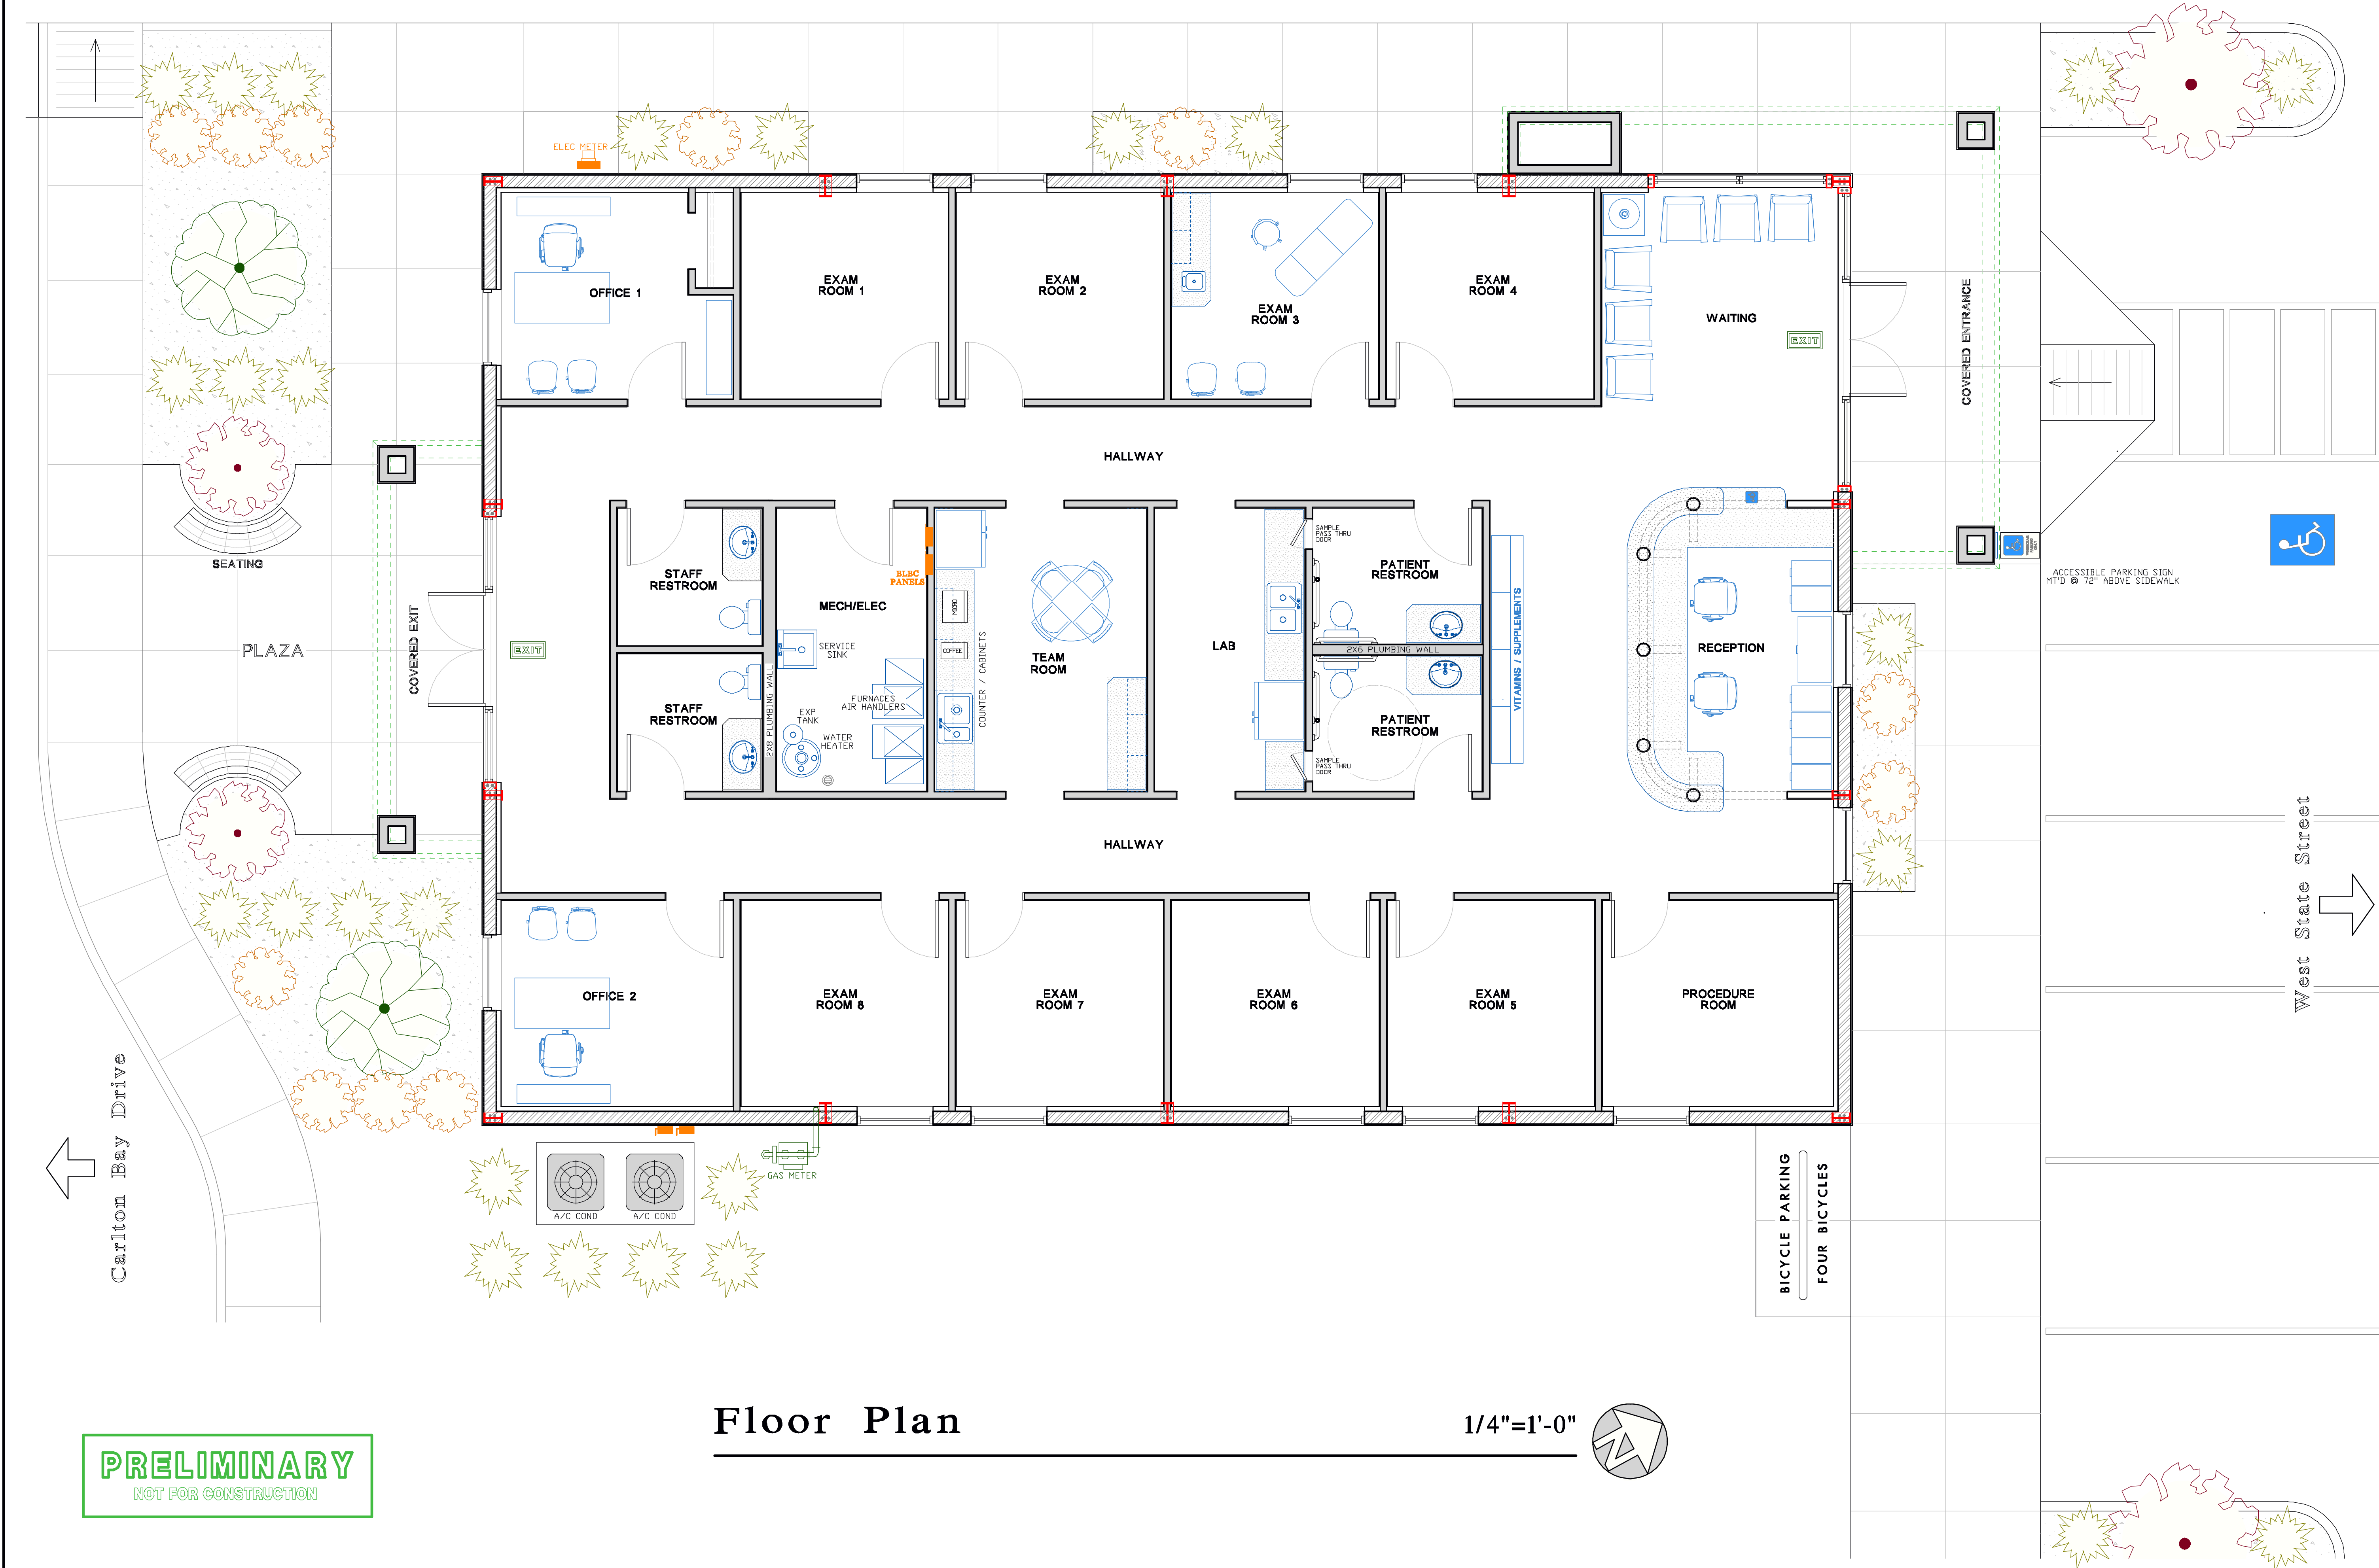 ELEC METER
OFFICE 1
EXAM
ROOM 1
EXAM
ROOM 2
EXAM
ROOM 3
EXAM
ROOM 4
WAITING
EXIT
COVERED ENTRANCE
HALLWAY
SEATING
PLAZA
COVERED EXIT
EXIT
STAFF
RESTROOM
STAFF
RESTROOM
2X8 PLUMBING WALL
MECH/ELEC
ELEC
PANELS
SERVICE
SINK
FURNACES
AIR HANDLERS
EXP
TANK
WATER
HEATER
MICRO
COFFEE
COUNTER / CABINETS
TEAM
ROOM
LAB
SAMPLE
PASS THRU
DOOR
PATIENT
RESTROOM
2X6 PLUMBING WALL
PATIENT
RESTROOM
SAMPLE
PASS THRU
DOOR
VITAMINS / SUPPLEMENTS
RECEPTION
ACCESSIBLE PARKING SIGN
MT'D @ 72" ABOVE SIDEWALK
HALLWAY
West State Street
OFFICE 2
EXAM
ROOM 8
EXAM
ROOM 7
EXAM
ROOM 6
EXAM
ROOM 5
PROCEDURE
ROOM
Carlton Bay Drive
A/C COND
A/C COND
GAS METER
BICYCLE PARKING
FOUR BICYCLES
Floor Plan
1/4"=1'-0"
N
PRELIMINARY
NOT FOR CONSTRUCTION